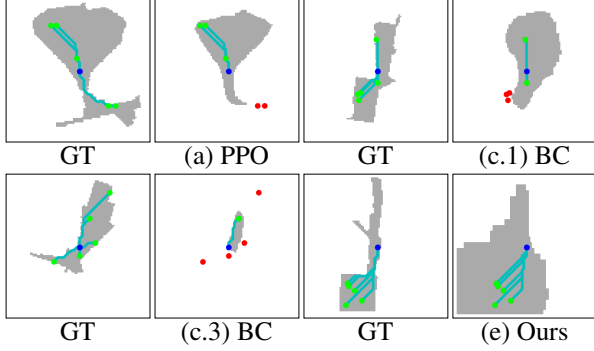 GT (a) PPO GT (c.1) BC
GT (c.3) BC GT (e) Ours